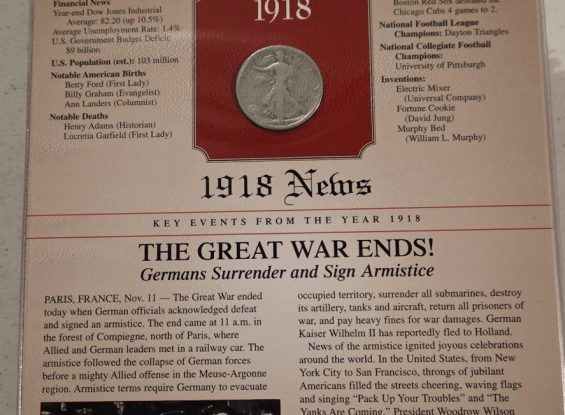 Financial News
Year-end Dow Jones Industrial
Average: 82.20 (up 10.5%)
Average Unemployment Rate: 1.4%
U.S. Government Budget Deficit:
$9 billion
U.S. Population (est.): 103 million
Notable American Births
Betty Ford (First Lady)
Billy Graham (Evangelist)
Ann Landers (Columnist)
Notable Deaths
Henry Adams (Historian)
Lucretia Garfield (First Lady)
1918
Boston Red Sox defeated the
Chicago Cubs 4 games to 2.
National Football League
Champions: Dayton Triangles
National Collegiate Football
Champions:
University of Pittsburgh
Inventions:
Electric Mixer
(Universal Company)
Fortune Cookie
(David Jung)
Murphy Bed
(William L. Murphy)
1918 News
KEY EVENTS FROM THE YEAR 1918
THE GREAT WAR ENDS!
Germans Surrender and Sign Armistice
PARIS, FRANCE, Nov. 11 — The Great War ended
today when German officials acknowledged defeat
and signed an armistice. The end came at 11 a.m. in
the forest of Compiegne, north of Paris, where
Allied and German leaders met in a railway car. The
armistice followed the collapse of German forces
before a mighty Allied offense in the Meuse-Argonne
region. Armistice terms require Germany to evacuate
occupied territory, surrender all submarines, destroy
its artillery, tanks and aircraft, return all prisoners of
war, and pay heavy fines for war damages. German
Kaiser Wilhelm II has reportedly fled to Holland.
News of the armistice ignited joyous celebrations
around the world. In the United States, from New
York City to San Francisco, throngs of jubilant
Americans filled the streets cheering, waving flags
and singing “Pack Up Your Troubles” and “The
Yanks Are Coming.” President Woodrow Wilson